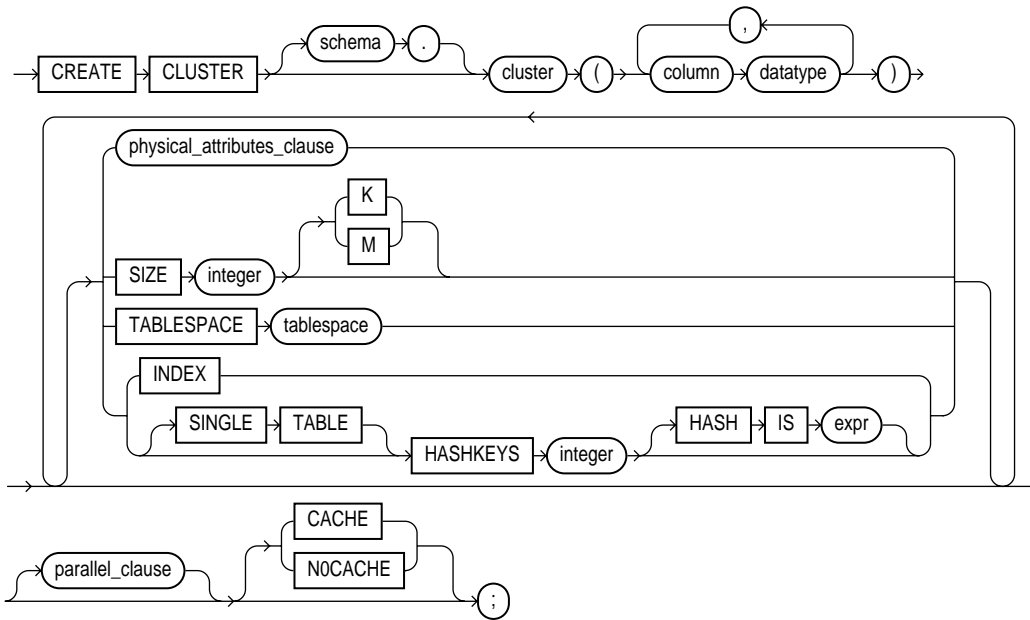 schema .
,
CREATE CLUSTER cluster ( column datatype )
physical_attributes_clause
K
M
SIZE integer
TABLESPACE tablespace
INDEX
SINGLE TABLE HASH IS expr
HASHKEYS integer
CACHE
parallel_clause N0CACHE
;